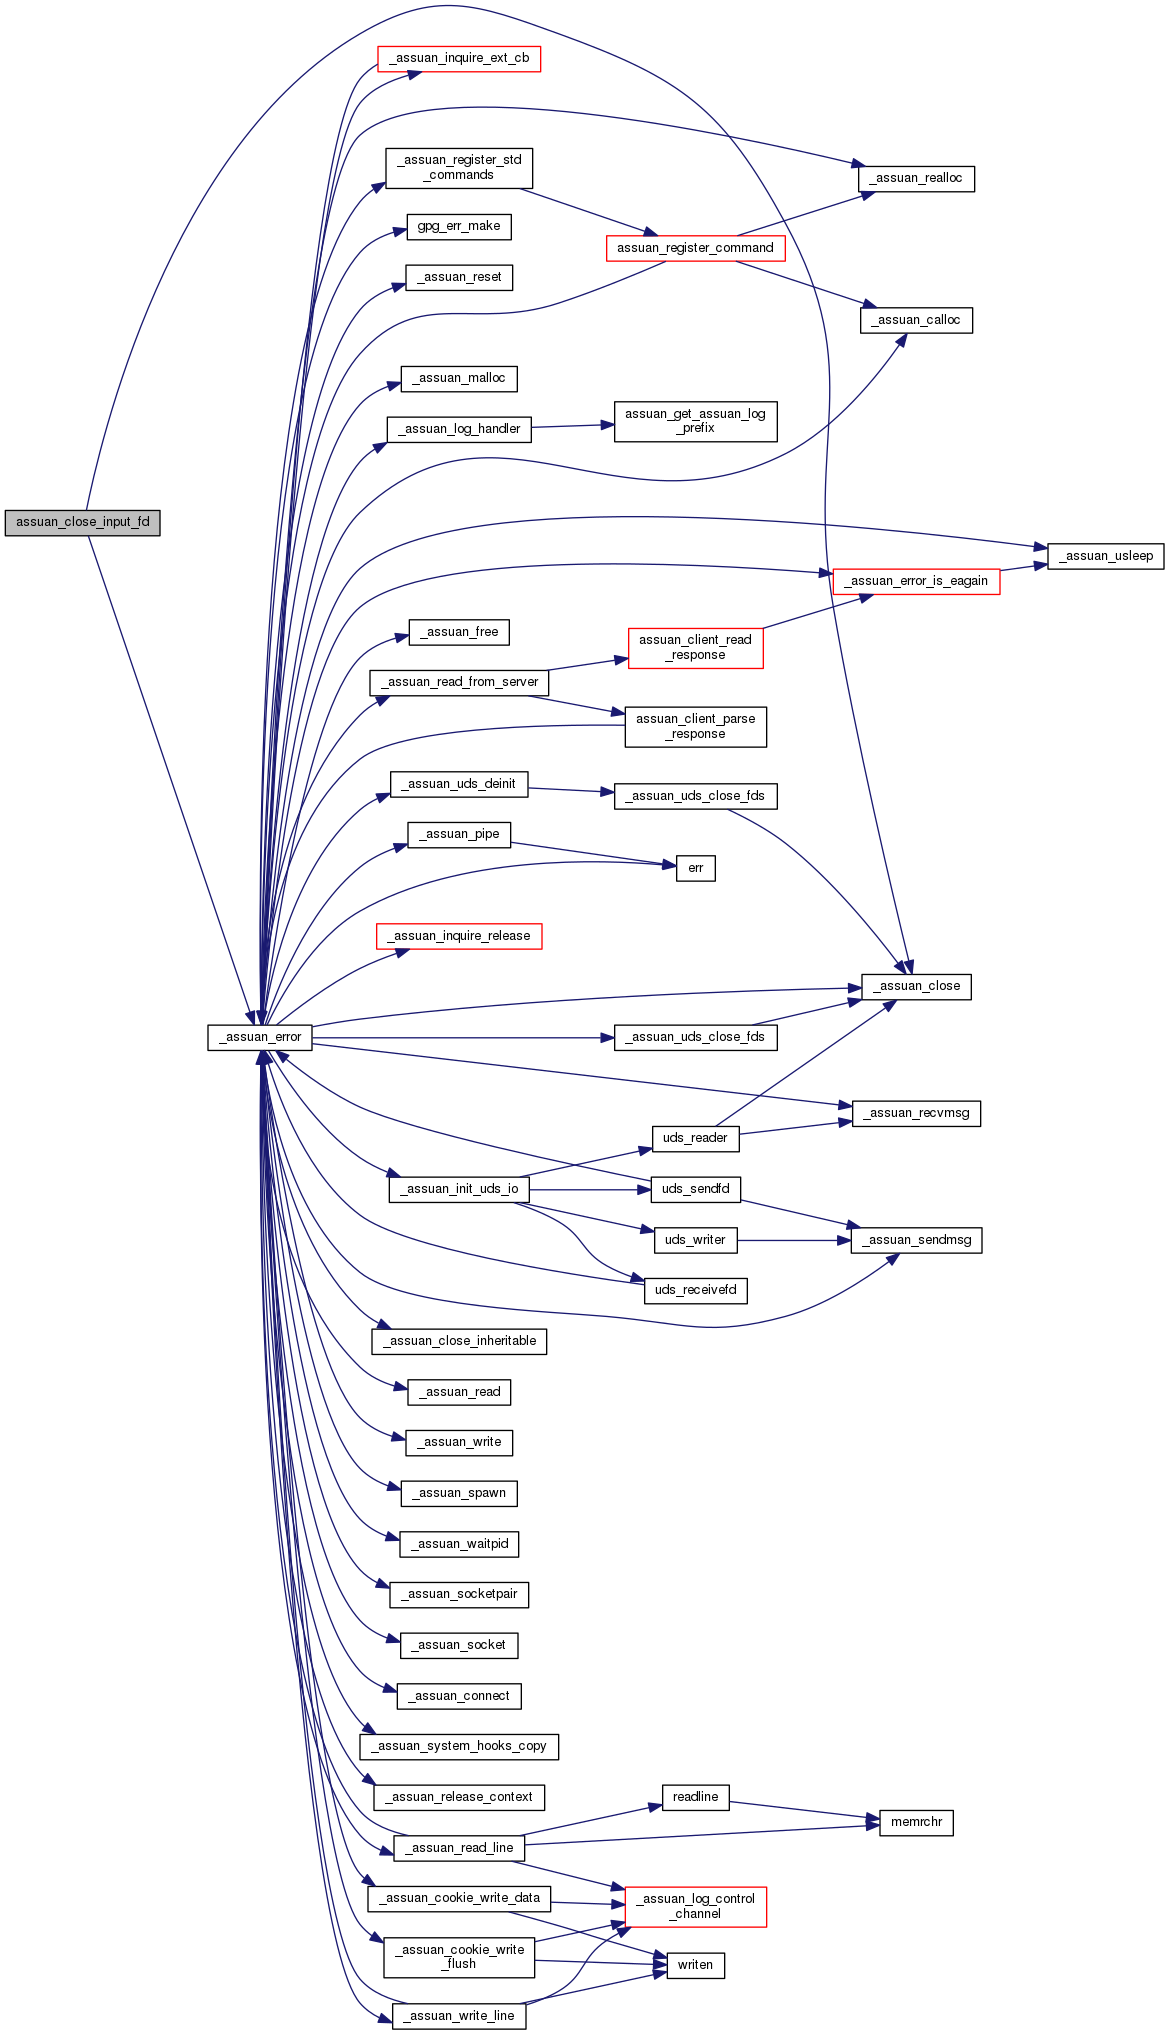 _assuan_inquire_ext_cb
_assuan_register_std
_commands
_assuan_realloc
gpg_err_make
assuan_register_command
_assuan_reset
_assuan_calloc
_assuan_malloc
_assuan_log_handler
assuan_get_assuan_log
_prefix
assuan_close_input_fd
_assuan_usleep
_assuan_error_is_eagain
_assuan_free
assuan_client_read
_response
_assuan_read_from_server
assuan_client_parse
_response
_assuan_uds_deinit
_assuan_uds_close_fds
_assuan_pipe
err
_assuan_inquire_release
_assuan_close
_assuan_error
_assuan_uds_close_fds
_assuan_recvmsg
uds_reader
_assuan_init_uds_io
uds_sendfd
uds_writer
_assuan_sendmsg
uds_receivefd
_assuan_close_inheritable
_assuan_read
_assuan_write
_assuan_spawn
_assuan_waitpid
_assuan_socketpair
_assuan_socket
_assuan_connect
_assuan_system_hooks_copy
_assuan_release_context
readline
memrchr
_assuan_read_line
_assuan_cookie_write_data
_assuan_log_control
_channel
_assuan_cookie_write
_flush
writen
_assuan_write_line